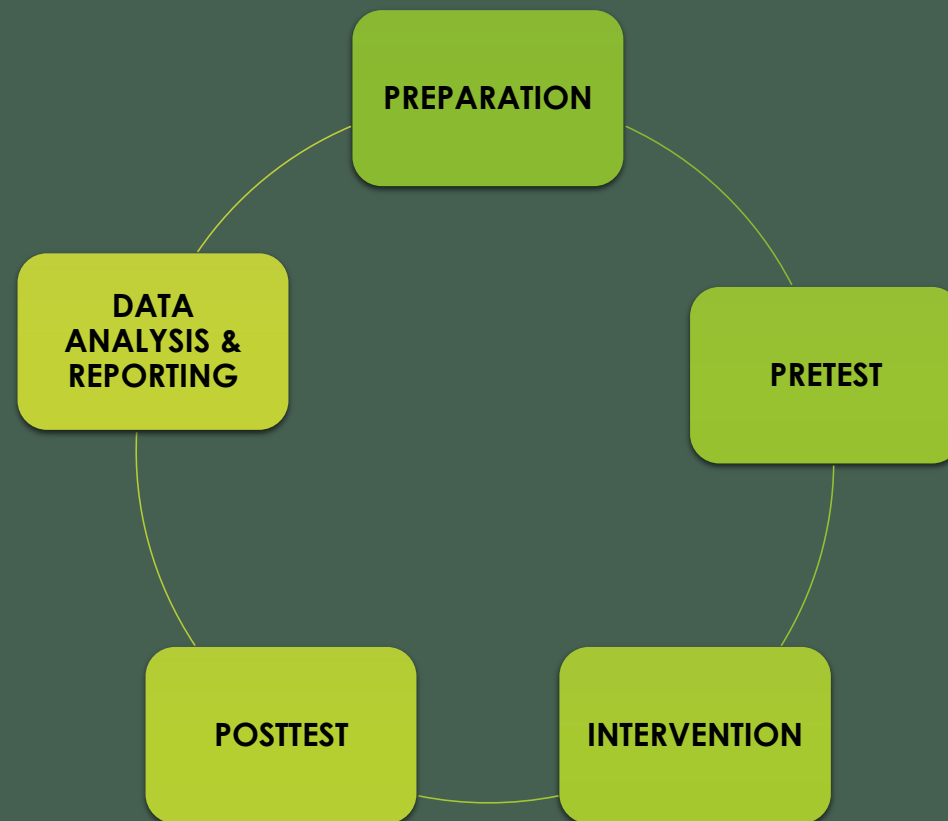 PREPARATION
PRETEST
INTERVENTION
POSTTEST
DATA
ANALYSIS &
REPORTING